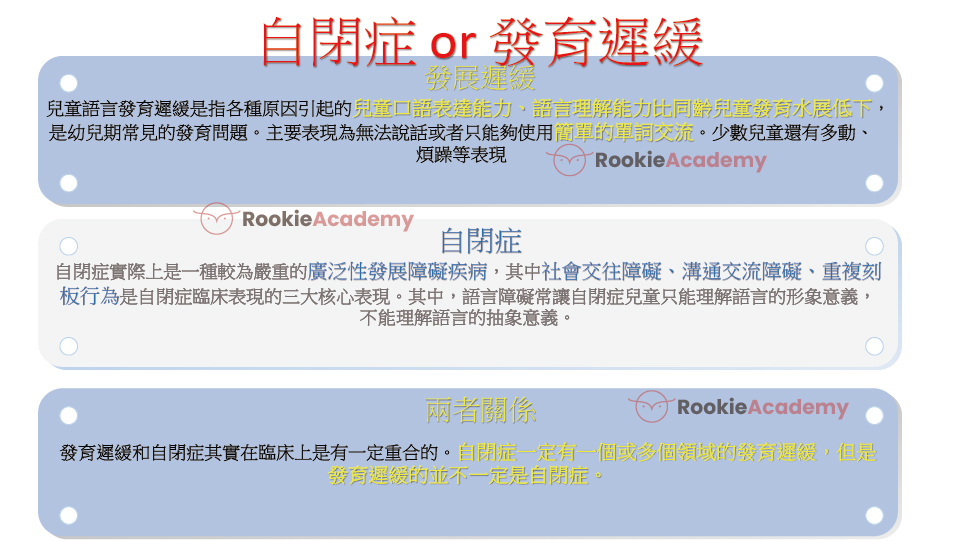 自閉症 or 發育遲緩
發展遲緩
兒童語言發育遲緩是指各種原因引起的兒童口語表達能力、語言理解能力比同齡兒童發育水展低下，
是幼兒期常見的發育問題。主要表現為無法說話或者只能夠使用簡單的單詞交流。少數兒童還有多動、
煩躁等表現
RookieAcademy
RookieAcademy
自閉症
自閉症實際上是一種較為嚴重的廣泛性發展障礙疾病，其中社會交往障礙、溝通交流障礙、重複刻
板行為是自閉症臨床表現的三大核心表現。其中，語言障礙常讓自閉症兒童只能理解語言的形象意義，
不能理解語言的抽象意義。
兩者關係
RookieAcademy
發育遲緩和自閉症其實在臨床上是有一定重合的。自閉症一定有一個或多個領域的發育遲緩，但是
發育遲緩的並不一定是自閉症。